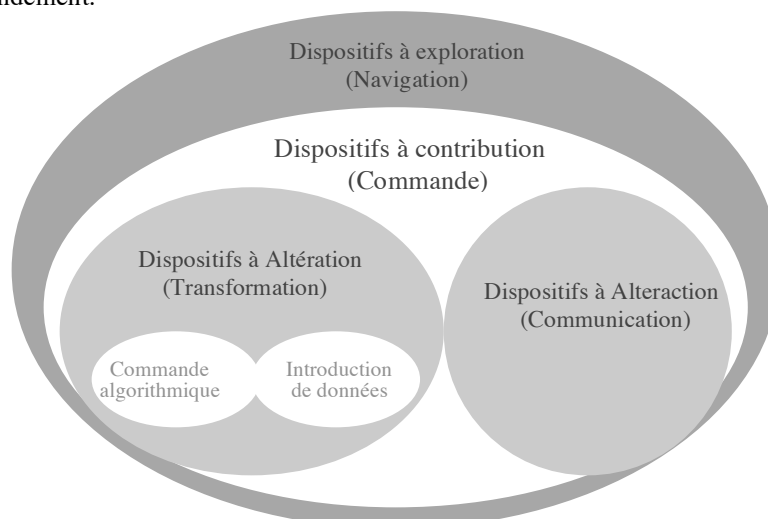 Dispositifs à exploration
(Navigation)
Dispositifs à contribution
(Commande)
Dispositifs à Altération
(Transformation)
Dispositifs à Alteraction
(Communication)
Commande
algorithmique
Introduction
de données